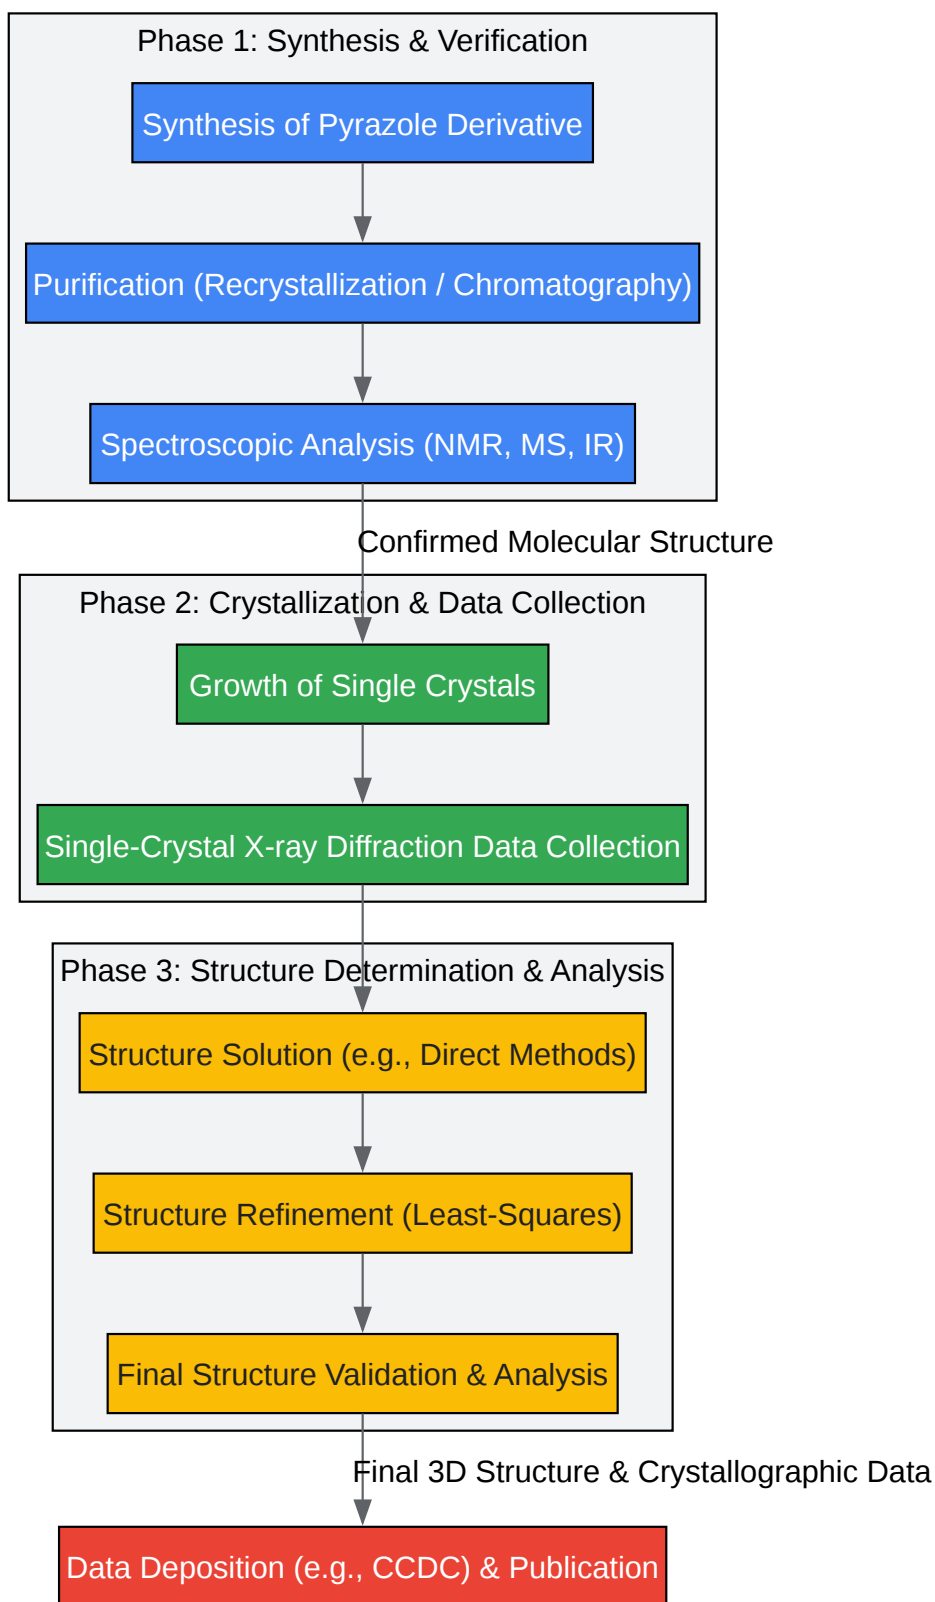 Phase 1: Synthesis & Verification
Synthesis of Pyrazole Derivative
Purification (Recrystallization / Chromatography)
Spectroscopic Analysis (NMR, MS, IR)
Confirmed Molecular Structure
Phase 2: Crystallization & Data Collection
Growth of Single Crystals
Single-Crystal X-ray Diffraction Data Collection
Phase 3: Structure Determination & Analysis
Structure Solution (e.g., Direct Methods)
Structure Refinement (Least-Squares)
Final Structure Validation & Analysis
Final 3D Structure & Crystallographic Data
Data Deposition (e.g., CCDC) & Publication